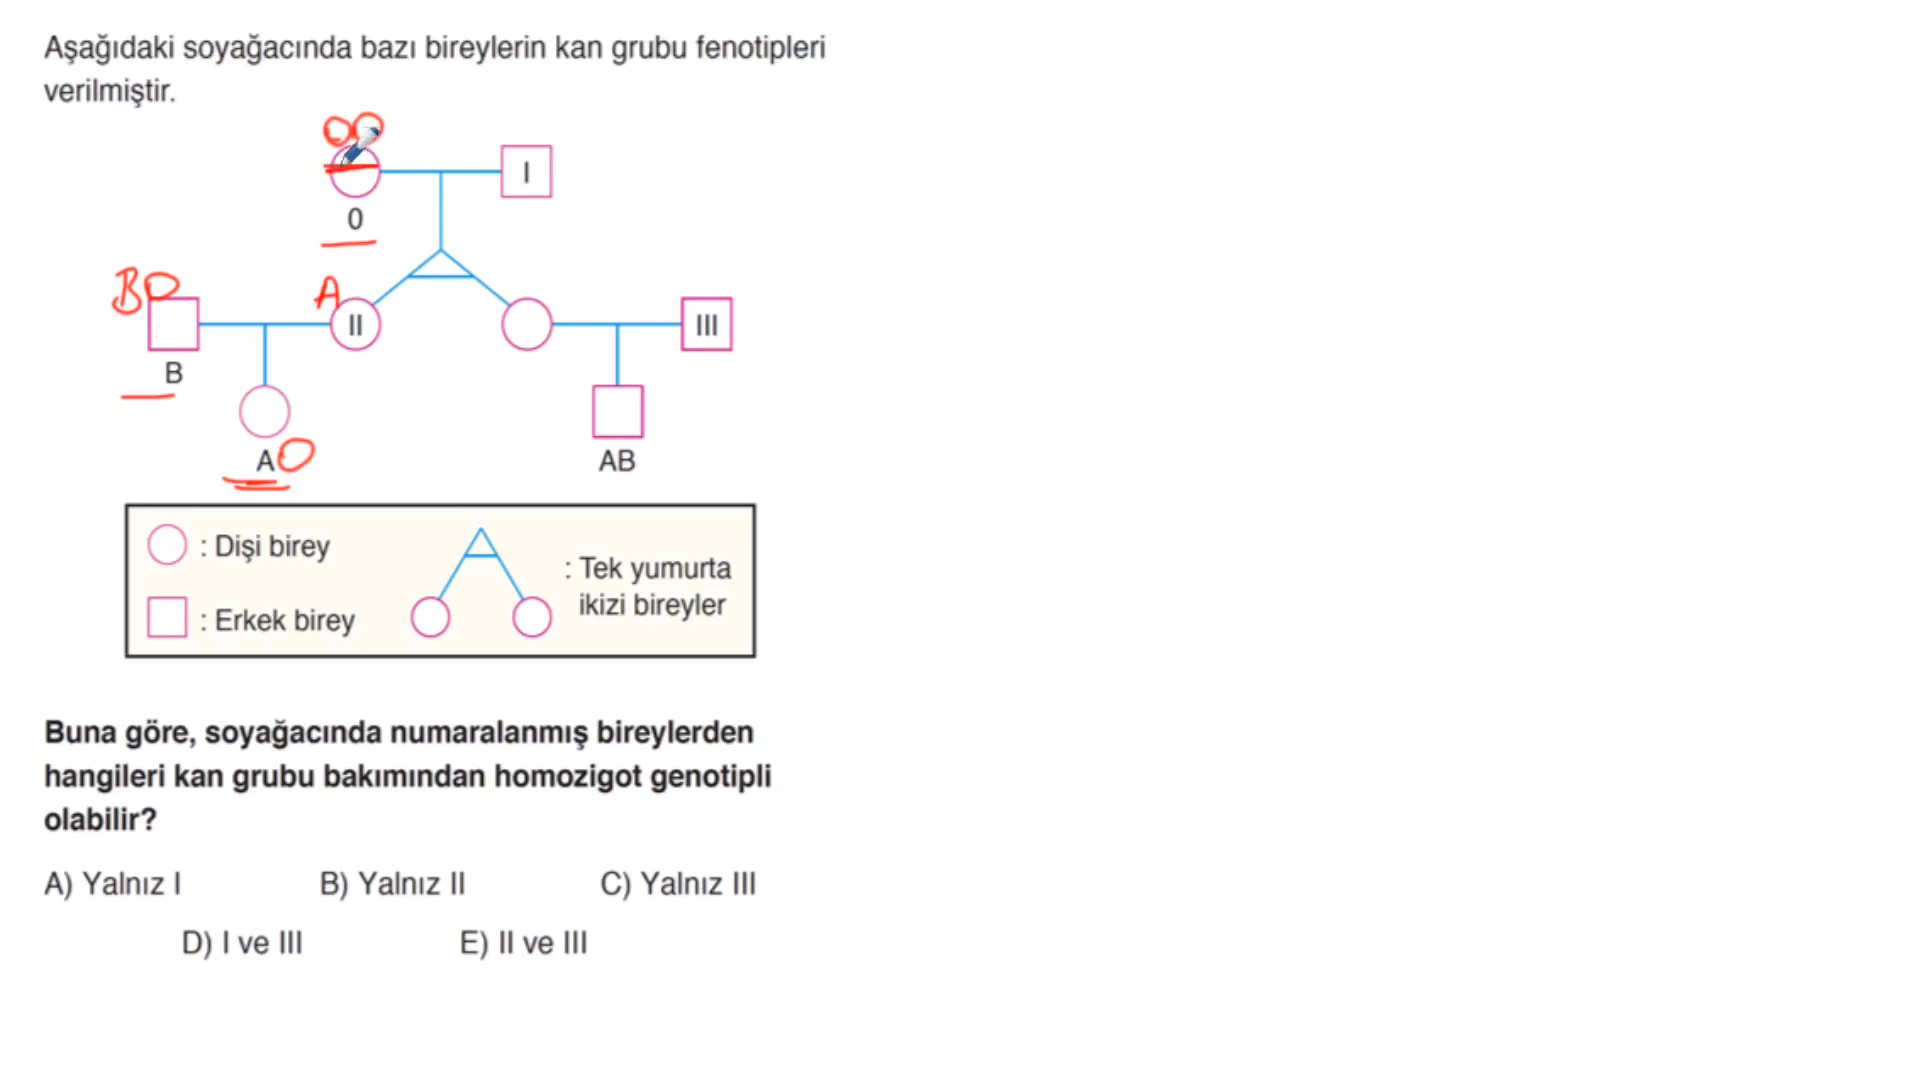 Aşağıdaki soyağacında bazı bireylerin kan grubu fenotipleri
verilmiştir.
00
I
0
B0
A
II
III
B
A0
AB
: Dişi birey
: Erkek birey
: Tek yumurta
ikizi bireyler
Buna göre, soyağacında numaralanmış bireylerden
hangileri kan grubu bakımından homozigot genotipli
olabilir?
A) Yalnız I B) Yalnız II C) Yalnız III
D) I ve III E) II ve III